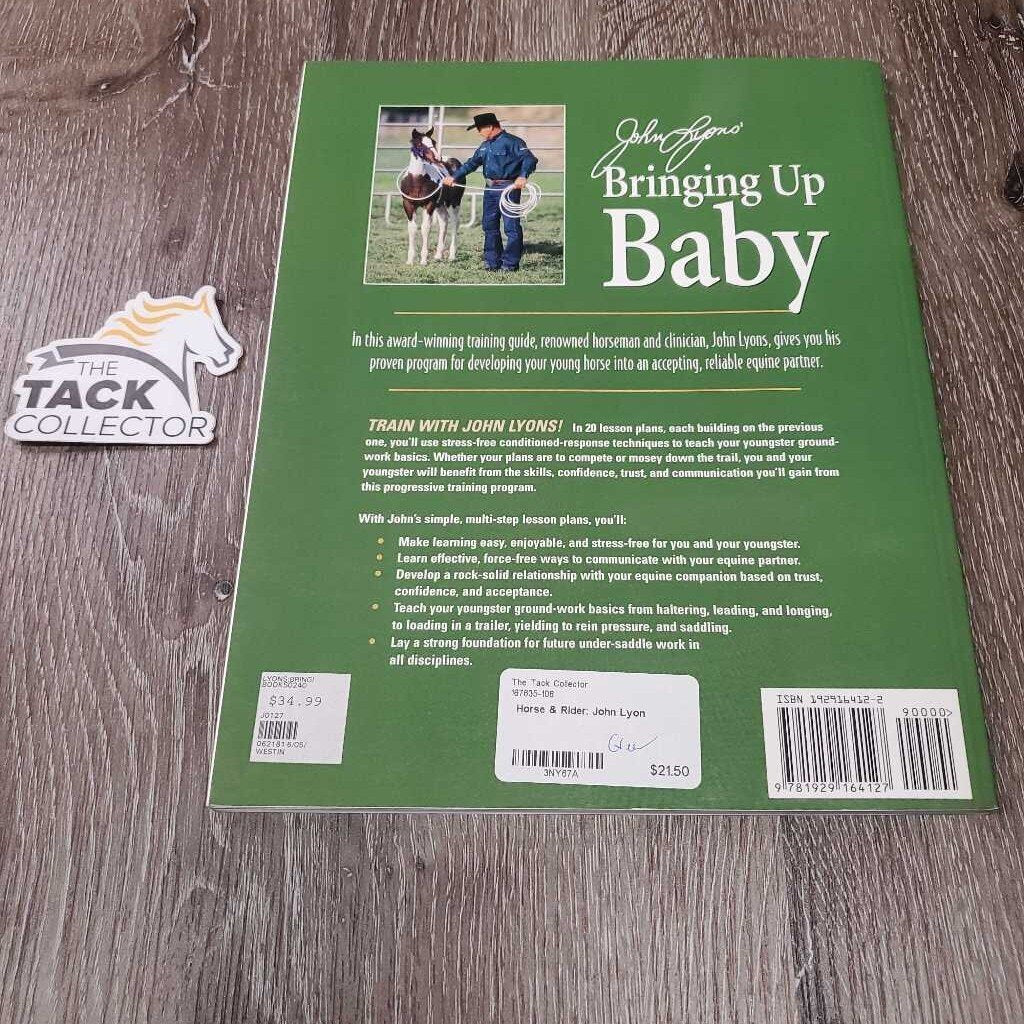 John Lyons'
Bringing Up
Baby
In this award-winning training guide, renowned horseman and clinician, John Lyons, gives you his
proven program for developing your young horse into an accepting, reliable equine partner.
TRAIN WITH JOHN LYONS! In 20 lesson plans, each building on the previous
one, you'll use stress-free conditioned-response techniques to teach your youngster ground-
work basics. Whether your plans are to compete or mosey down the trail, you and your
youngster will benefit from the skills, confidence, trust, and communication you'll gain from
this progressive training program.
With John's simple, multi-step lesson plans, you'll:
• Make learning easy, enjoyable, and stress-free for you and your youngster.
• Learn effective, force-free ways to communicate with your equine partner.
• Develop a rock-solid relationship with your equine companion based on trust,
confidence, and acceptance.
• Teach your youngster ground-work basics from haltering, leading, and longing,
to loading in a trailer, yielding to rein pressure, and saddling.
• Lay a strong foundation for future under-saddle work in
all disciplines.
THE
TACK
COLLECTOR
$34.99
J0127
WESTIN
The Tack Collector
Horse & Rider: John Lyon
3NY67A
$21.50
ISBN 192916412-2
90000>
9 781929 164127